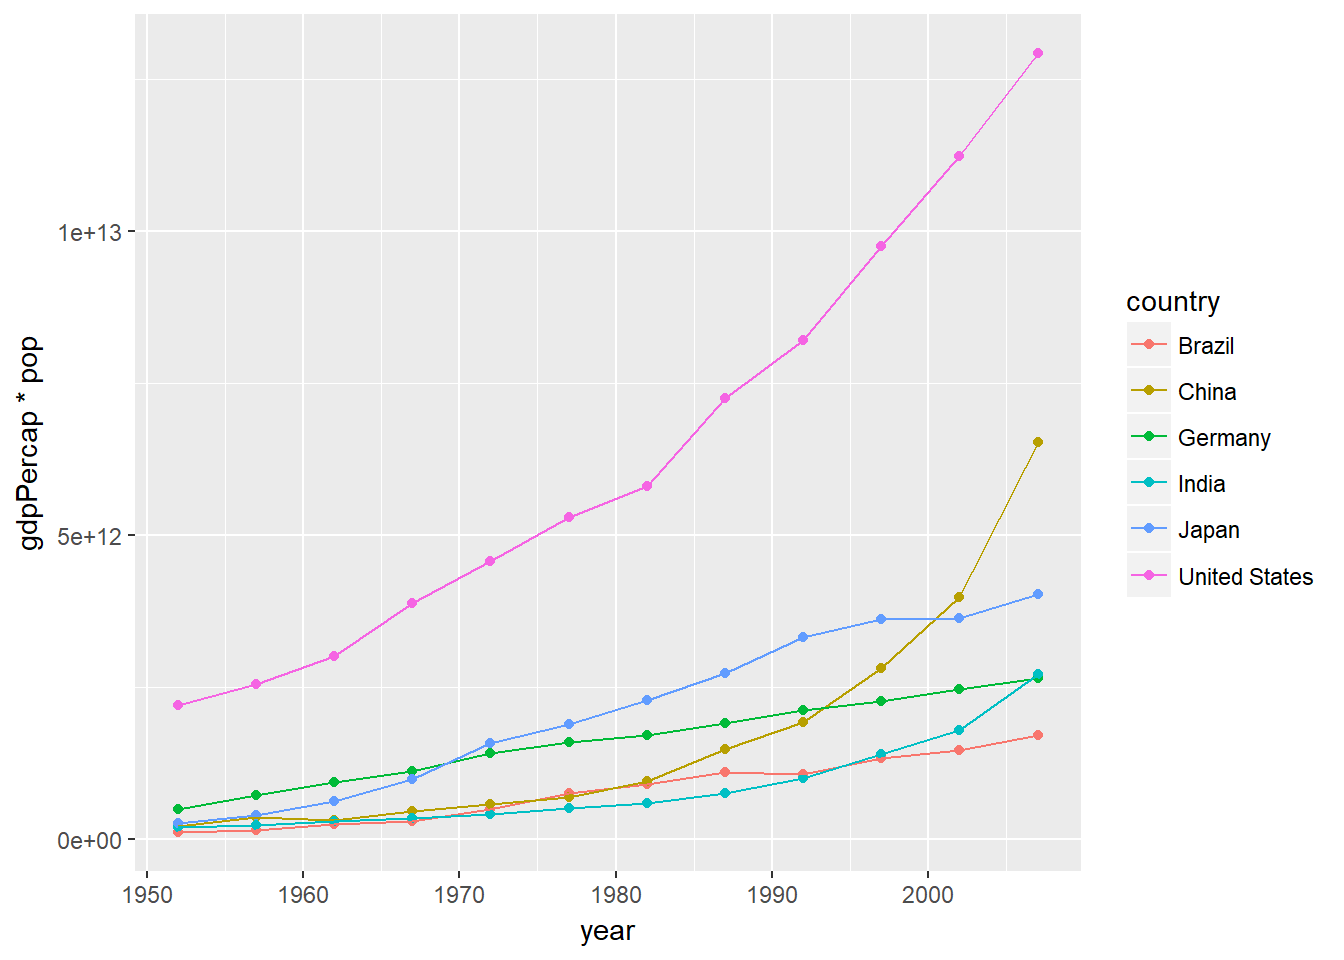 gdpPercap * pop
1e+13
5e+12
0e+00
1950 1960 1970 1980 1990 2000
year
country
Brazil
China
Germany
India
Japan
United States